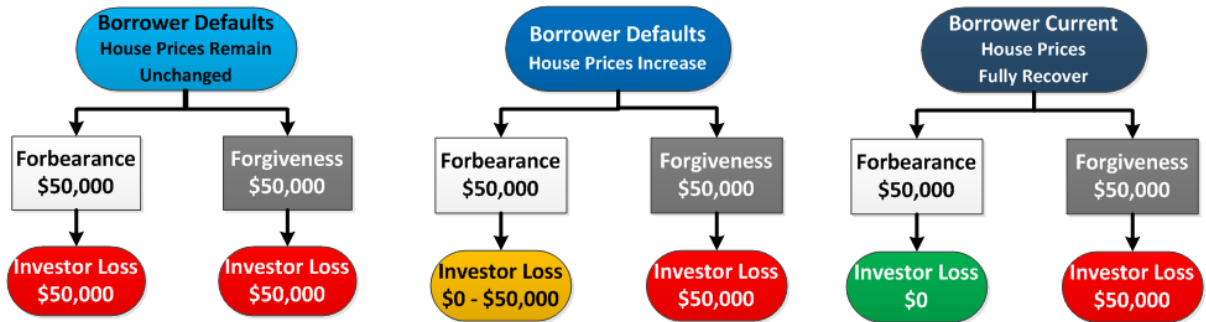 Borrower Defaults
House Prices Remain
Unchanged
Forbearance
$50,000
Forgiveness
$50,000
Investor Loss
$50,000
Investor Loss
$50,000
Borrower Defaults
House Prices Increase
Forbearance
$50,000
Forgiveness
$50,000
Investor Loss
$0 - $50,000
Investor Loss
$50,000
Borrower Current
House Prices
Fully Recover
Forbearance
$50,000
Forgiveness
$50,000
Investor Loss
$0
Investor Loss
$50,000